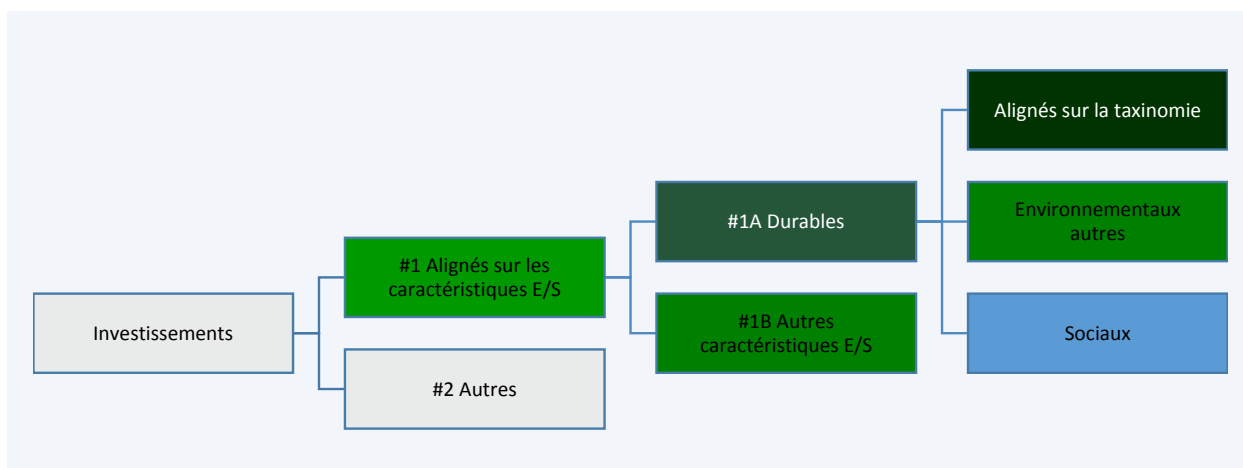 Investissements
#1 Alignés sur les
caractéristiques E/S
#2 Autres
#1A Durables
#1B Autres
caractéristiques E/S
Alignés sur la taxinomie
Environnementaux
autres
Sociaux